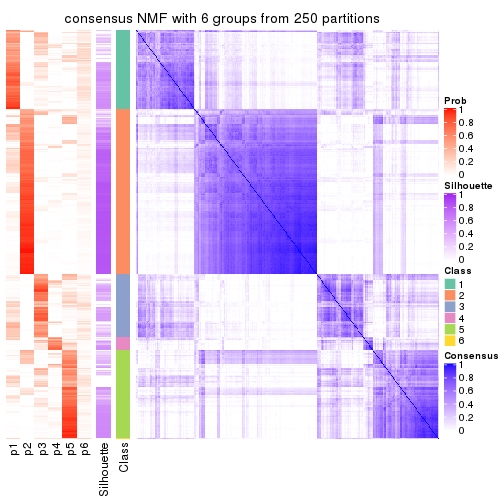 consensus NMF with 6 groups from 250 partitions
Prob
1
0.8
0.6
0.4
0.2
0
Silhouette
1
0.8
0.6
0.4
0.2
0
Class
1
2
3
4
5
6
Consensus
1
0.8
0.6
0.4
0.2
0
p1
p2
p3
p4
p5
p6
Silhouette
Class